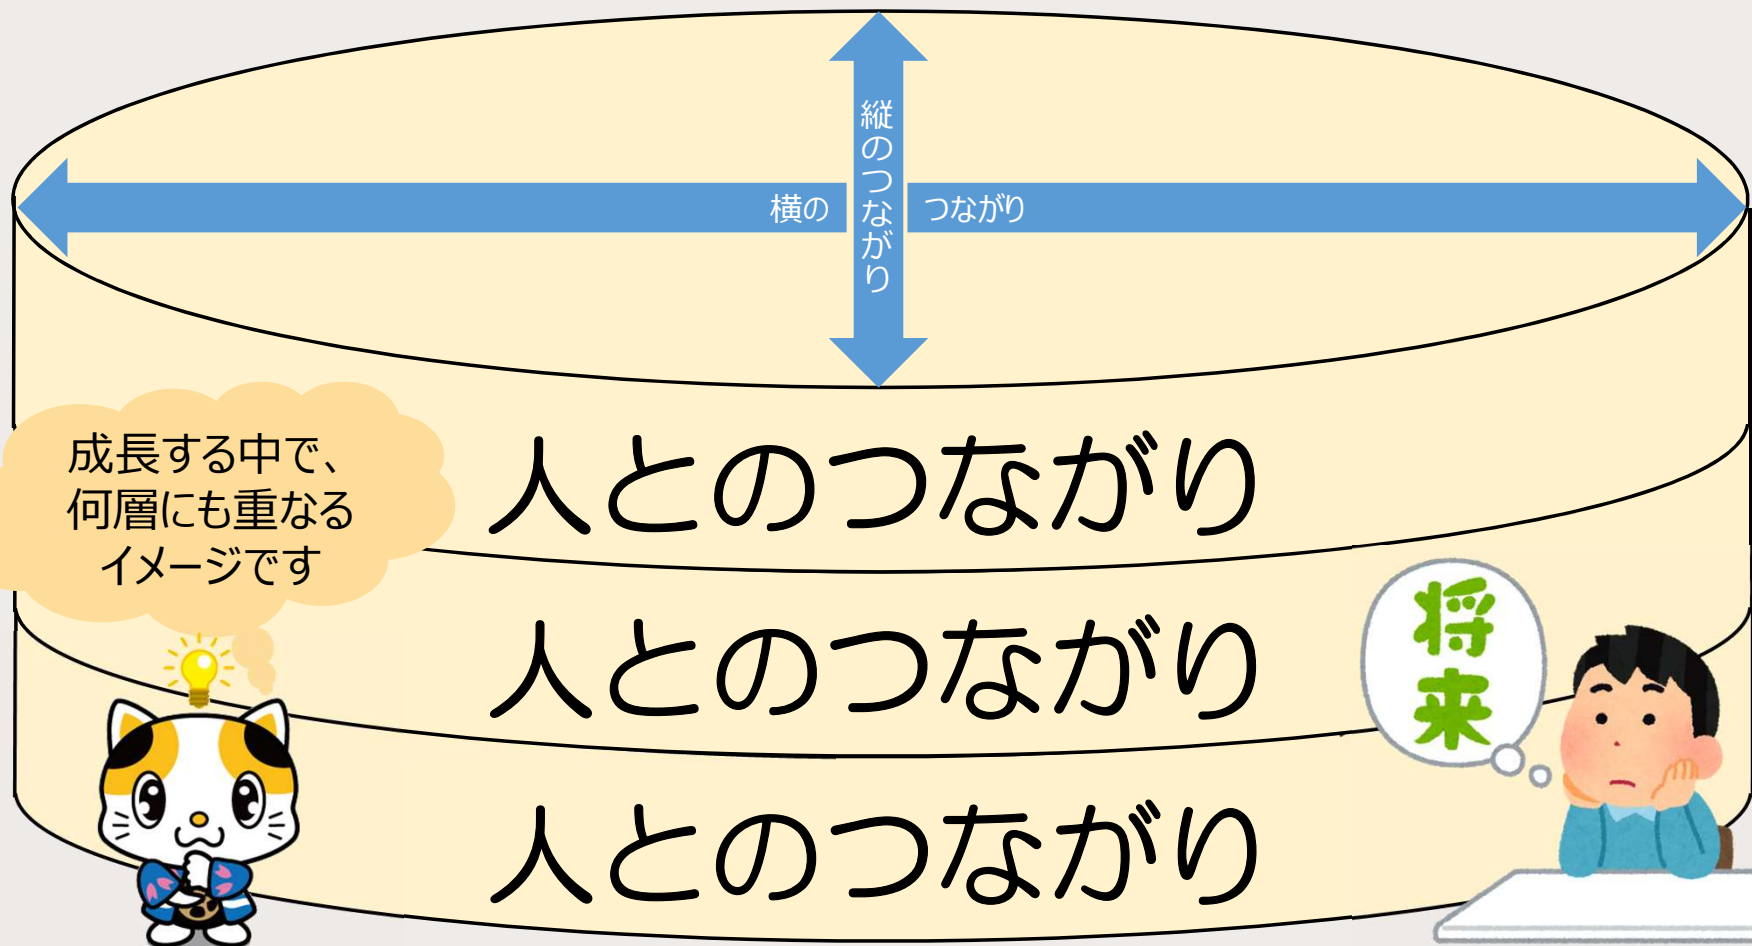 縦のつながり
横の つながり
人とのつながり
成長する中で、
何層にも重なる
イメージです
人とのつながり
将来
人とのつながり